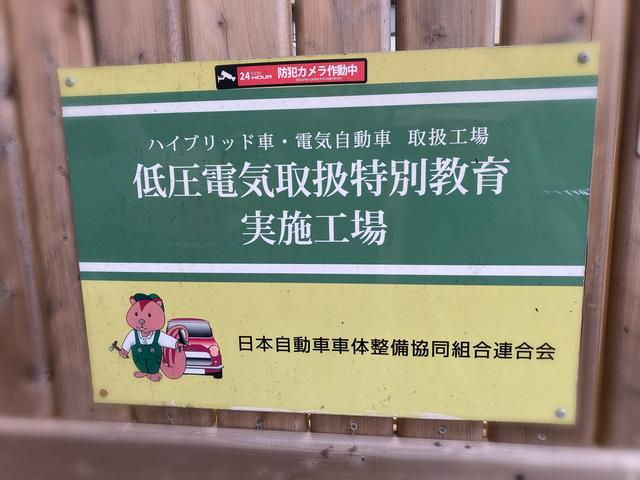 24 HOUR 防犯カメラ作動中
ハイブリッド車・電気自動車 取扱工場
低圧電気取扱特別教育
実施工場
日本自動車車体整備協同組合連合会